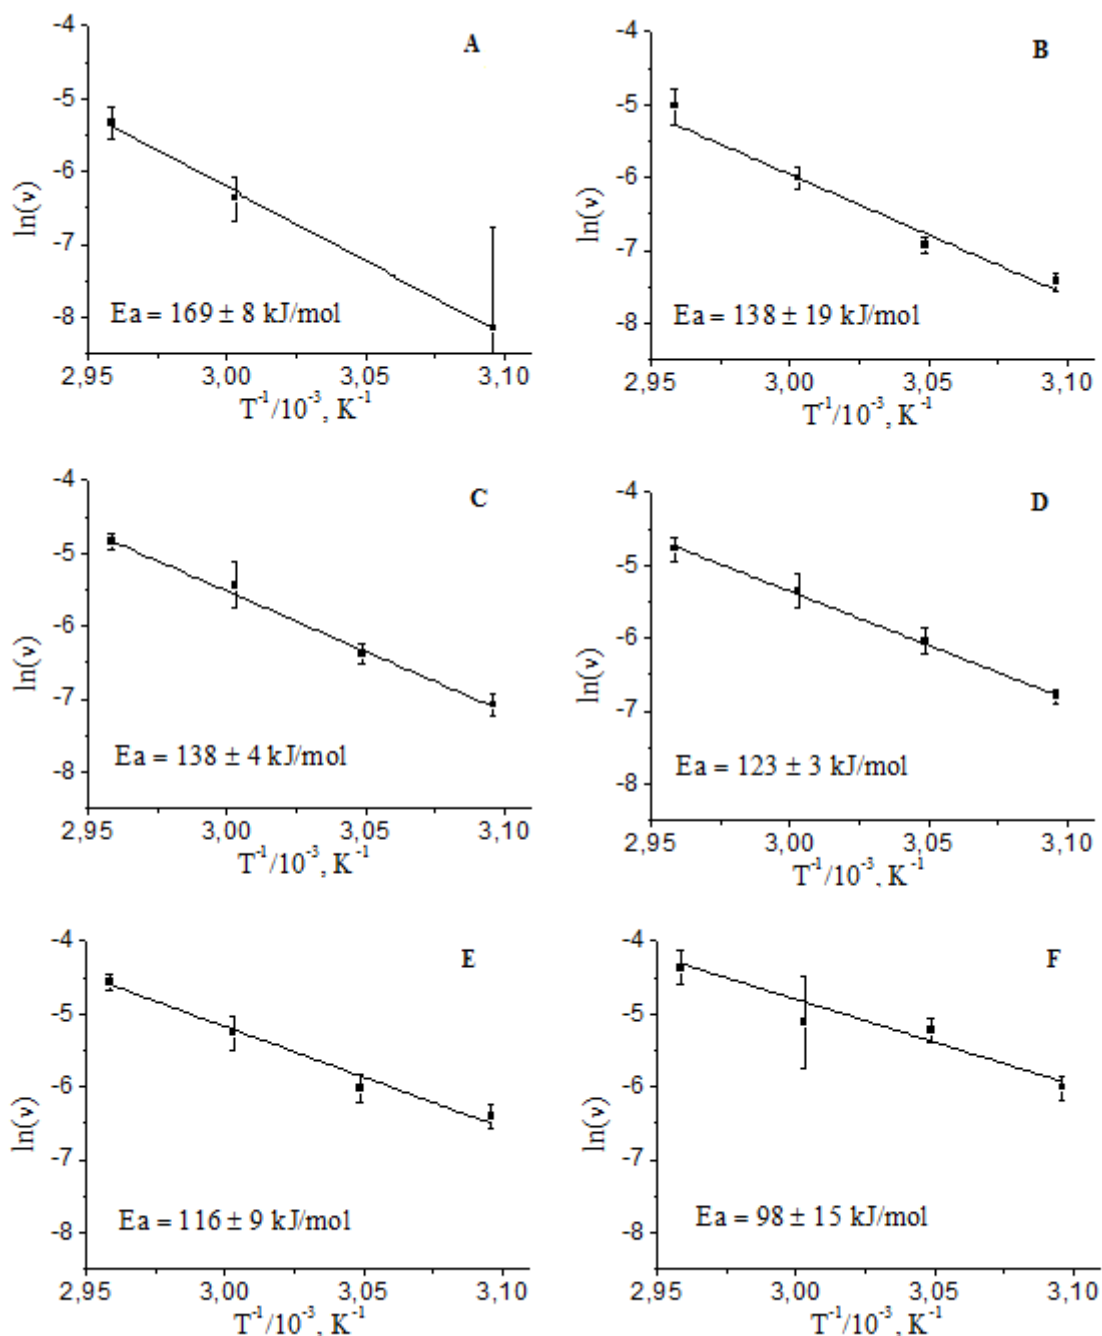 A
-4
-5
-6
-7
-8
ln(v)
Ea = 169 ± 8 kJ/mol
2,95 3,00 3,05 3,10
T⁻¹/10⁻³, K⁻¹
B
-4
-5
-6
-7
-8
ln(v)
Ea = 138 ± 19 kJ/mol
2,95 3,00 3,05 3,10
T⁻¹/10⁻³, K⁻¹
C
-4
-5
-6
-7
-8
ln(v)
Ea = 138 ± 4 kJ/mol
2,95 3,00 3,05 3,10
T⁻¹/10⁻³, K⁻¹
D
-4
-5
-6
-7
-8
ln(v)
Ea = 123 ± 3 kJ/mol
2,95 3,00 3,05 3,10
T⁻¹/10⁻³, K⁻¹
E
-4
-5
-6
-7
-8
ln(v)
Ea = 116 ± 9 kJ/mol
2,95 3,00 3,05 3,10
T⁻¹/10⁻³, K⁻¹
F
-4
-5
-6
-7
-8
ln(v)
Ea = 98 ± 15 kJ/mol
2,95 3,00 3,05 3,10
T⁻¹/10⁻³, K⁻¹